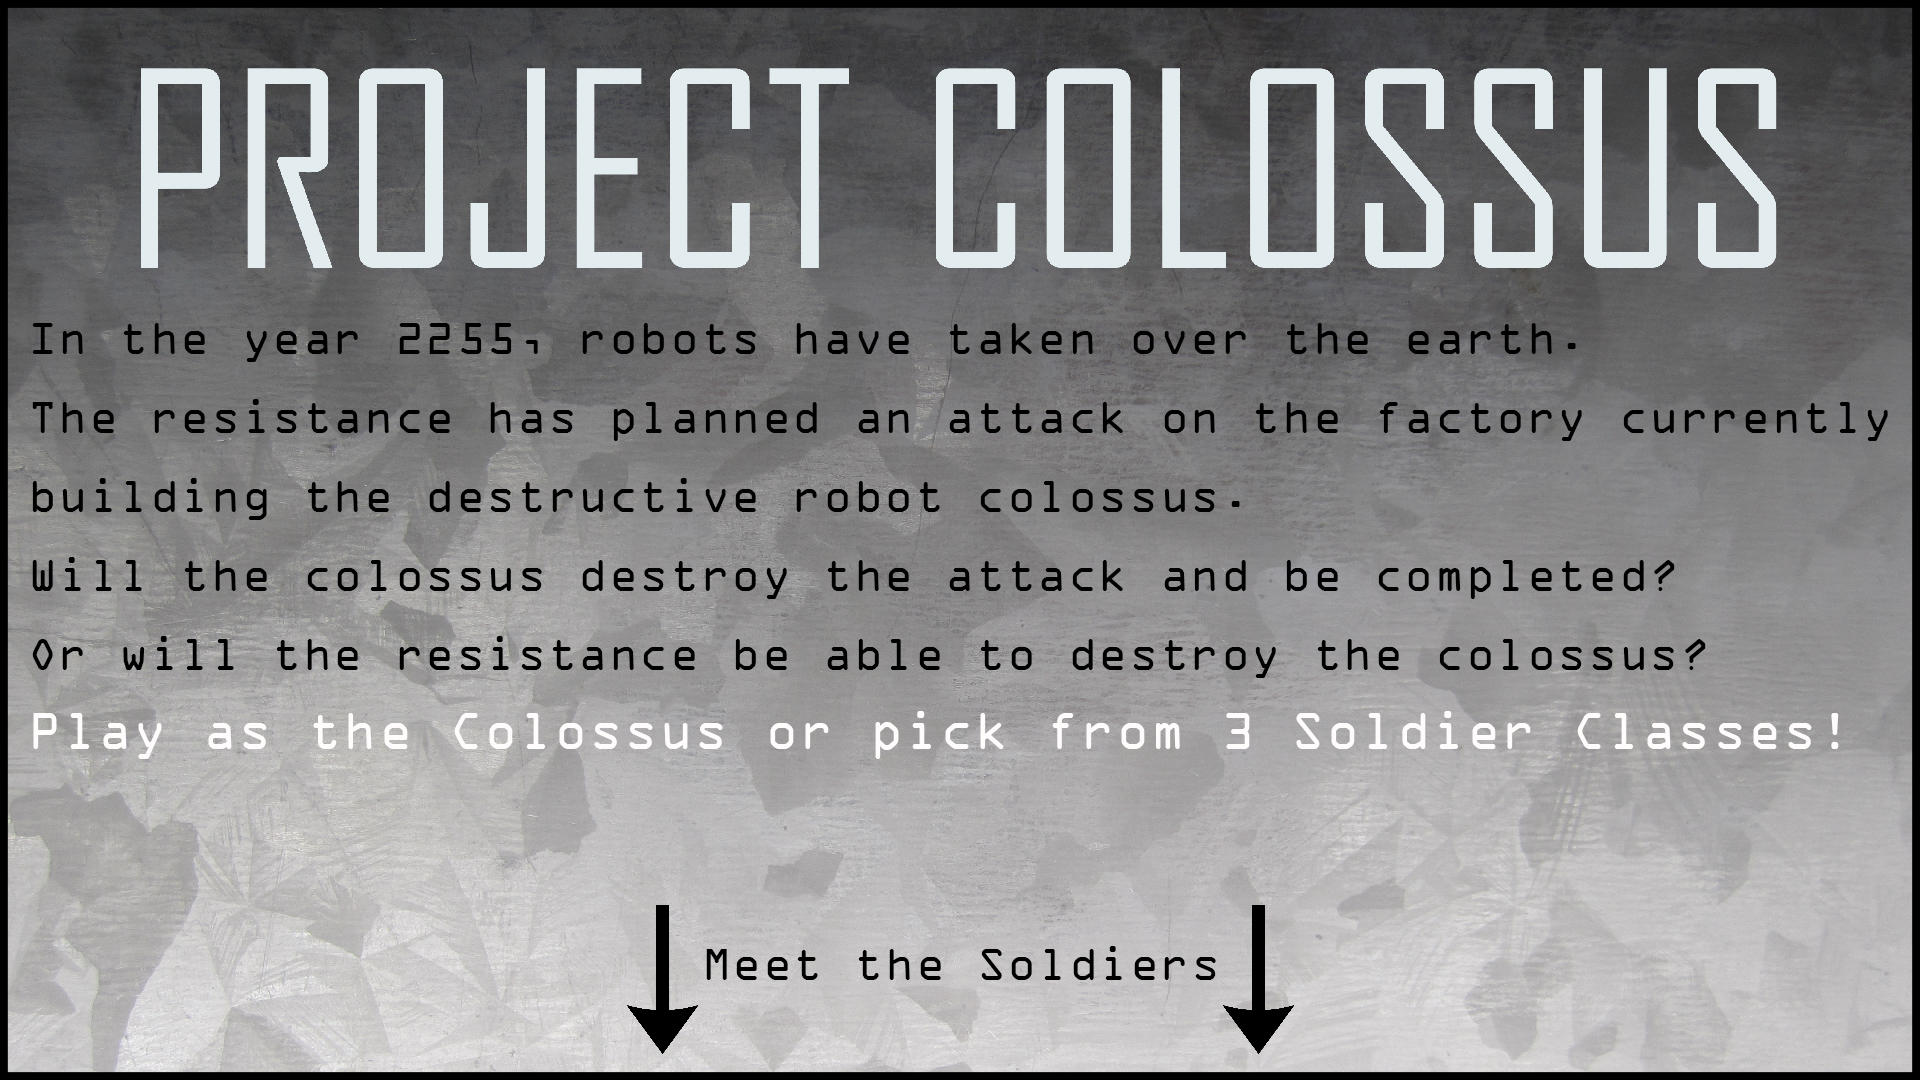 PROJECT COLOSSUS
In the year 2255, robots have taken over the earth.
The resistance has planned an attack on the factory currently
building the destructive robot colossus.
Will the colossus destroy the attack and be completed?
Or will the resistance be able to destroy the colossus?
Play as the Colossus or pick from 3 Soldier Classes!
Meet the Soldiers